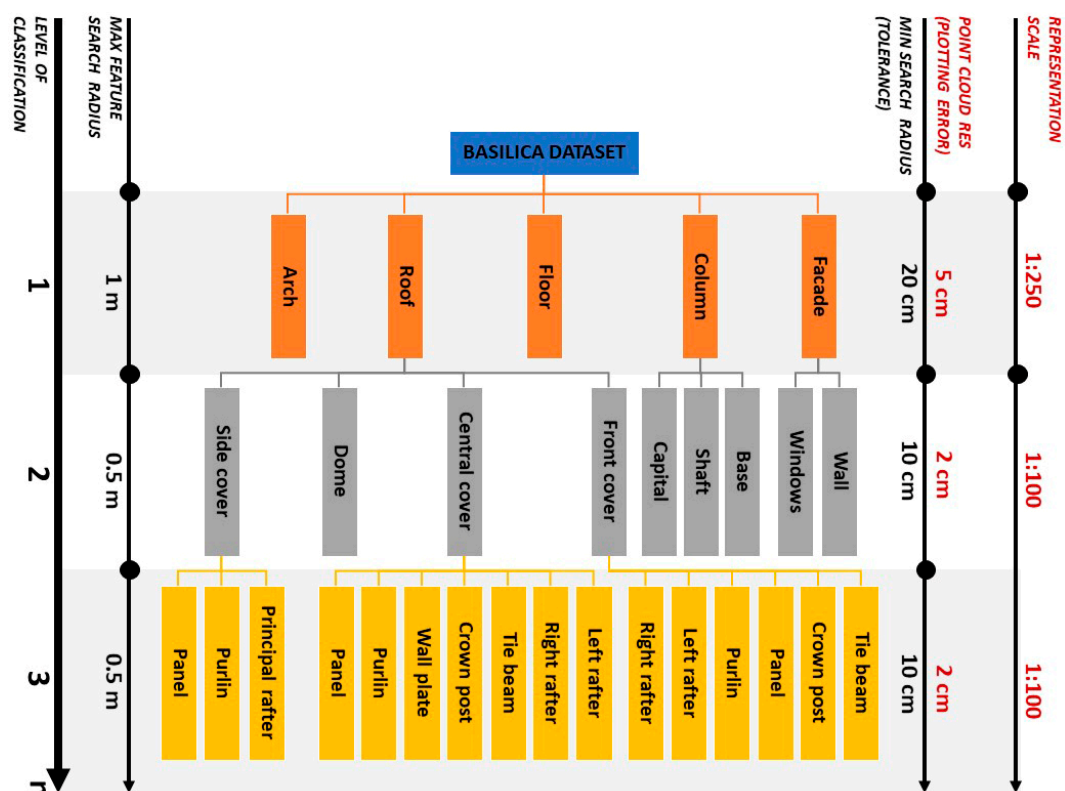 LEVEL OF
CLASSIFICATION
MAX FEATURE
SEARCH RADIUS
MIN SEARCH RADIUS
(TOLERANCE)
POINT CLOUD RES
(PLOTTING ERROR)
REPRESENTATION
SCALE
BASILICA DATASET
1
1 m
Arch
Roof
Floor
Column
Facade
20 cm
5 cm
1:250
2
0.5 m
Side cover
Dome
Central cover
Front cover
Capital
Shaft
Base
Windows
Wall
10 cm
2 cm
1:100
3
0.5 m
Panel
Purlin
Principal rafter
Panel
Purlin
Wall plate
Crown post
Tie beam
Right rafter
Left rafter
Right rafter
Left rafter
Purlin
Panel
Crown post
Tie beam
10 cm
2 cm
1:100